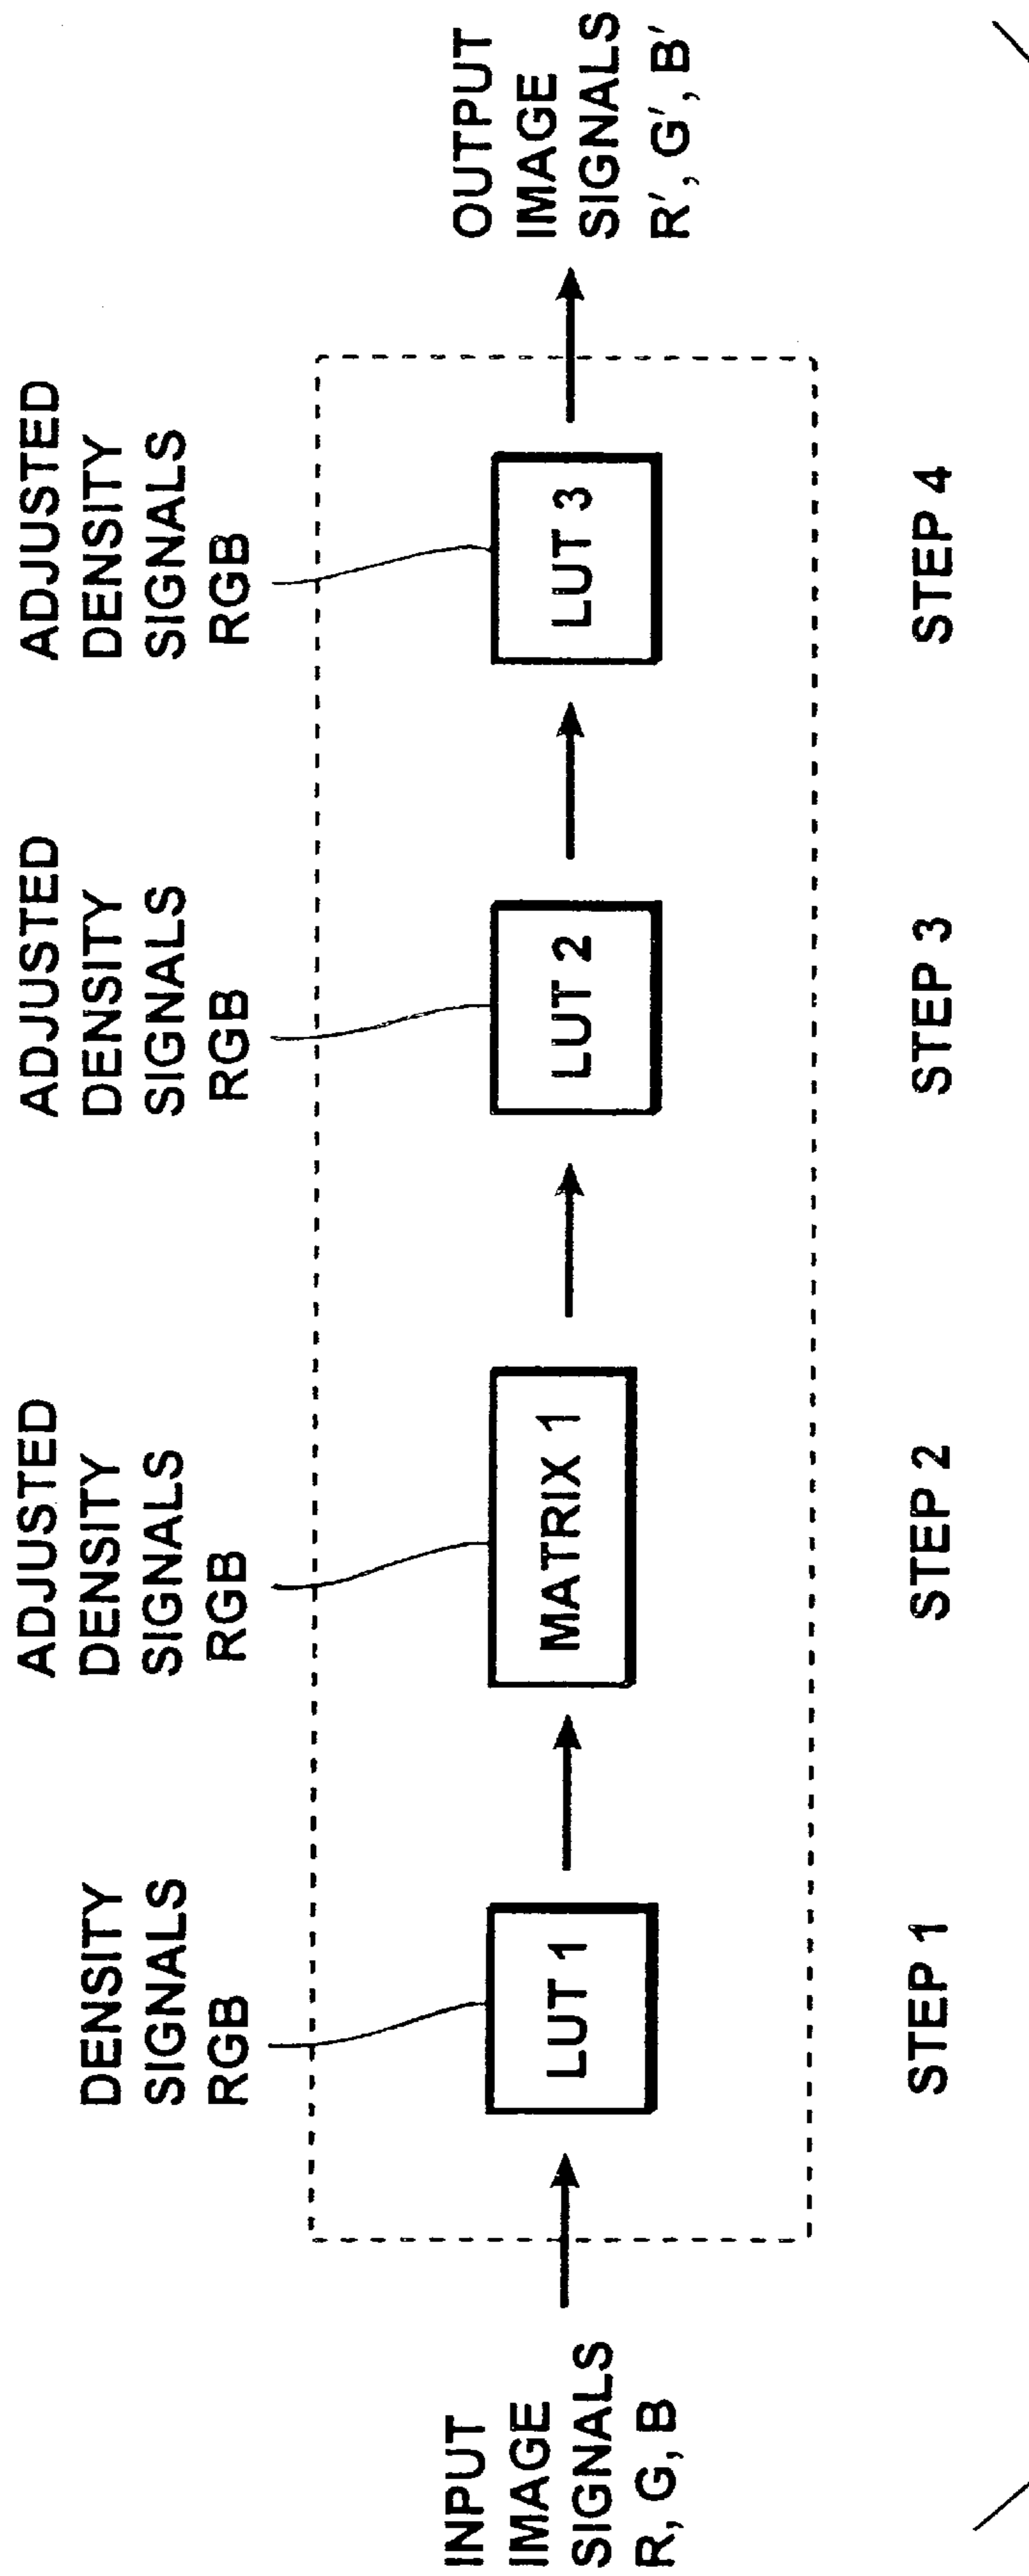 DENSITY
SIGNALS
RGB
ADJUSTED
DENSITY
SIGNALS
RGB
ADJUSTED
DENSITY
SIGNALS
RGB
ADJUSTED
DENSITY
SIGNALS
RGB
INPUT
IMAGE
SIGNALS
R, G, B
LUT 1
MATRIX 1
LUT 2
LUT 3
OUTPUT
IMAGE
SIGNALS
R′, G′, B′
STEP 1
STEP 2
STEP 3
STEP 4